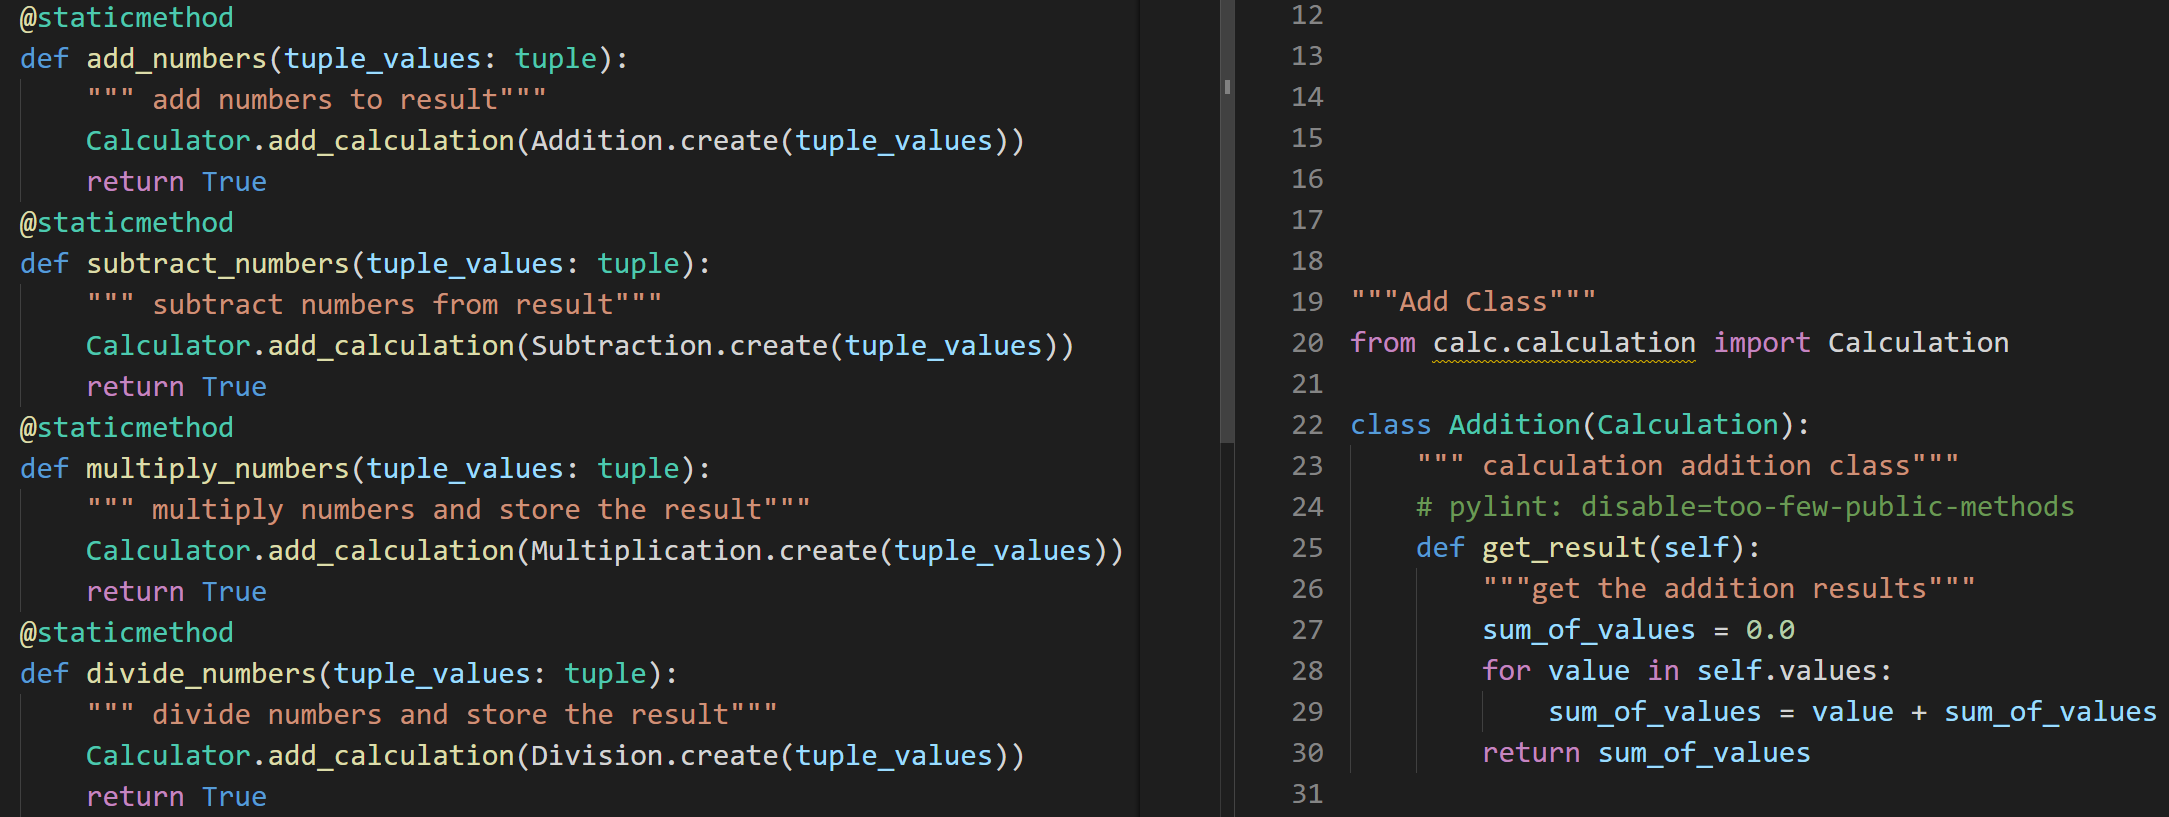 @staticmethod
def add_numbers(tuple_values: tuple):
    """ add numbers to result"""
    Calculator.add_calculation(Addition.create(tuple_values))
    return True
@staticmethod
def subtract_numbers(tuple_values: tuple):
    """ subtract numbers from result"""
    Calculator.add_calculation(Subtraction.create(tuple_values))
    return True
@staticmethod
def multiply_numbers(tuple_values: tuple):
    """ multiply numbers and store the result"""
    Calculator.add_calculation(Multiplication.create(tuple_values))
    return True
@staticmethod
def divide_numbers(tuple_values: tuple):
    """ divide numbers and store the result"""
    Calculator.add_calculation(Division.create(tuple_values))
    return True
12
13
14
15
16
17
18
19 """Add Class"""
20 from calc.calculation import Calculation
21
22 class Addition(Calculation):
23     """ calculation addition class"""
24     # pylint: disable=too-few-public-methods
25     def get_result(self):
26         """get the addition results"""
27         sum_of_values = 0.0
28         for value in self.values:
29             sum_of_values = value + sum_of_values
30         return sum_of_values
31